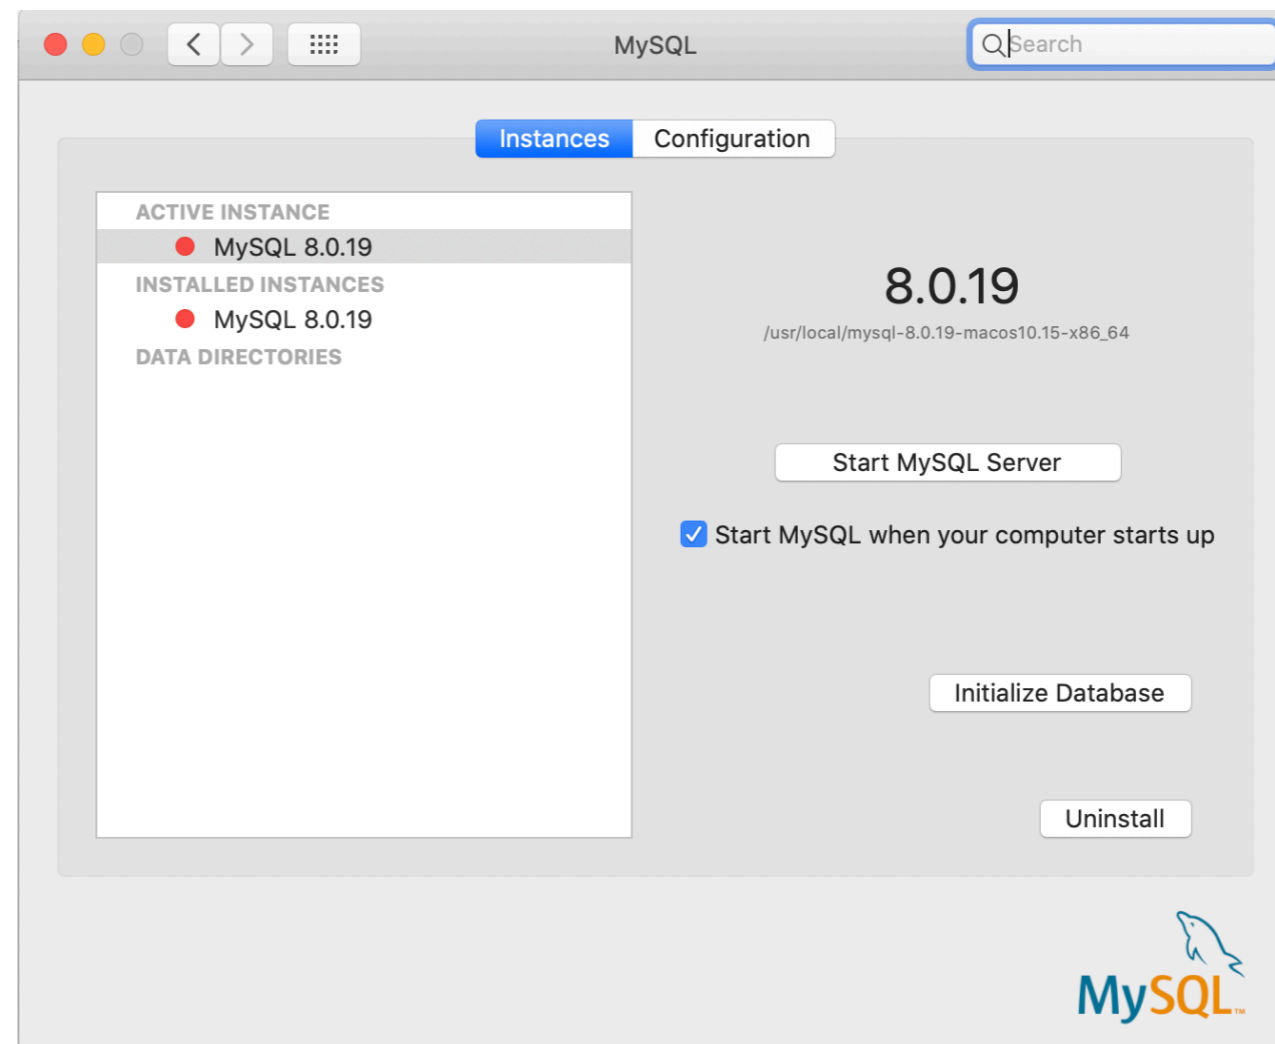 MySQL
Search
Instances
Configuration
ACTIVE INSTANCE
MySQL 8.0.19
INSTALLED INSTANCES
MySQL 8.0.19
DATA DIRECTORIES
8.0.19
/usr/local/mysql-8.0.19-macos10.15-x86_64
Start MySQL Server
Start MySQL when your computer starts up
Initialize Database
Uninstall
MySQL™